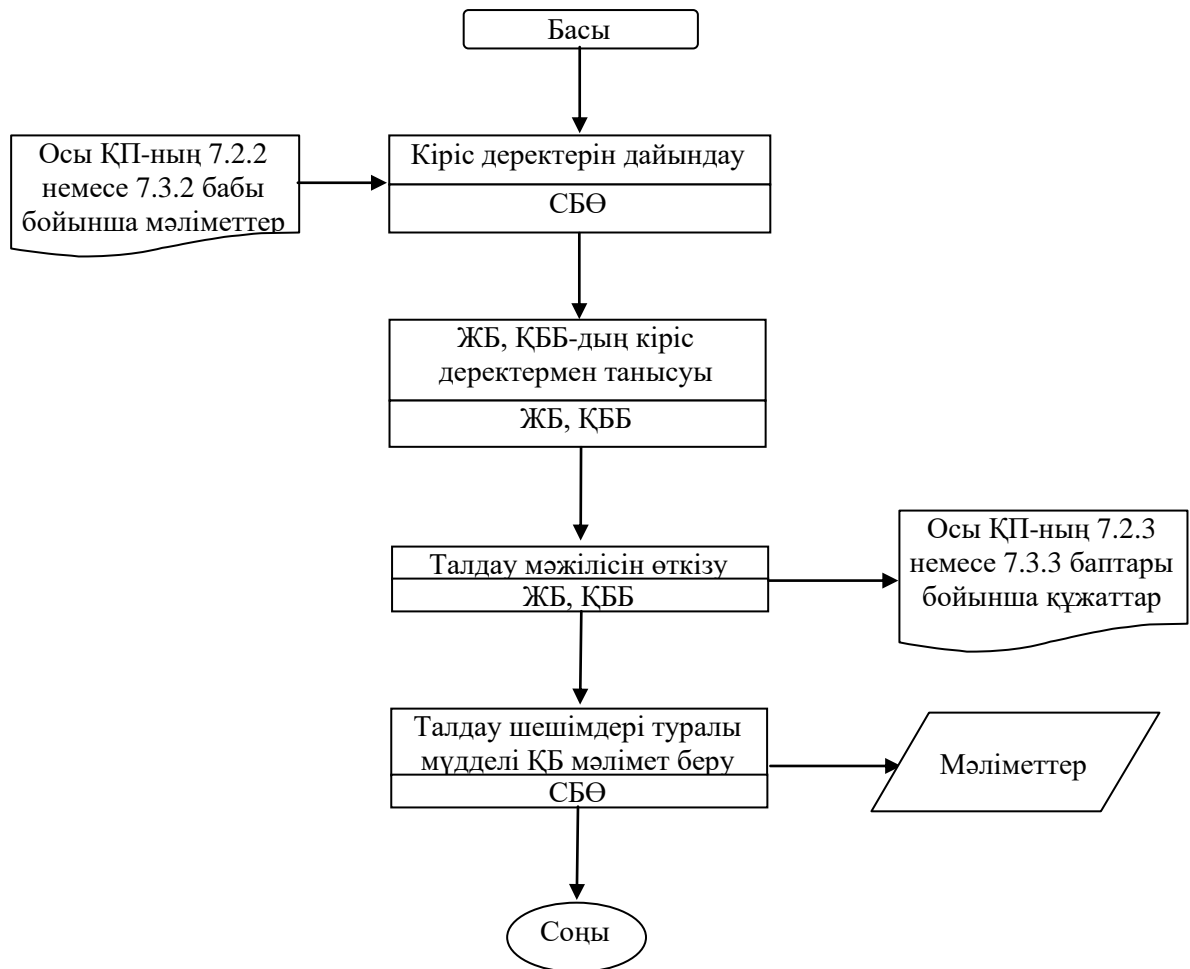 Басы
Осы ҚП-ның 7.2.2
немесе 7.3.2 бабы
бойынша мәліметтер
Кіріс деректерін дайындау
СБӨ
ЖБ, ҚББ-дың кіріс
деректермен танысуы
ЖБ, ҚББ
Талдау мәжілісін өткізу
ЖБ, ҚББ
Осы ҚП-ның 7.2.3
немесе 7.3.3 баптары
бойынша құжаттар
Талдау шешімдері туралы
мүдделі ҚБ мәлімет беру
СБӨ
Мәліметтер
Соңы